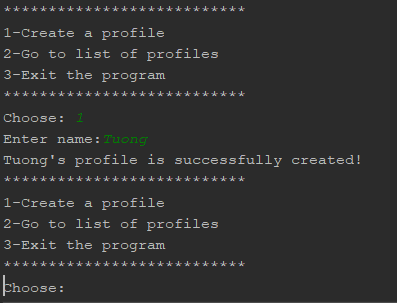 ***************************
1-Create a profile
2-Go to list of profiles
3-Exit the program
***************************
Choose: 1
Enter name:Tuong
Tuong's profile is successfully created!
***************************
1-Create a profile
2-Go to list of profiles
3-Exit the program
***************************
Choose: